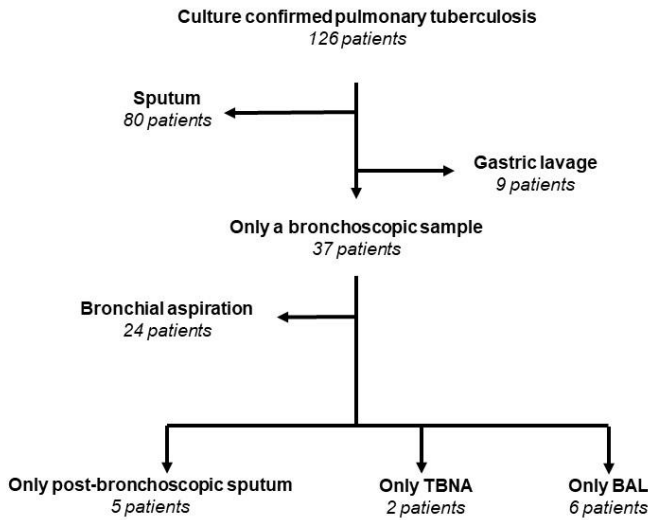 Culture confirmed pulmonary tuberculosis
126 patients
Sputum
80 patients
Gastric lavage
9 patients
Only a bronchoscopic sample
37 patients
Bronchial aspiration
24 patients
Only post-bronchoscopic sputum
5 patients
Only TBNA
2 patients
Only BAL
6 patients